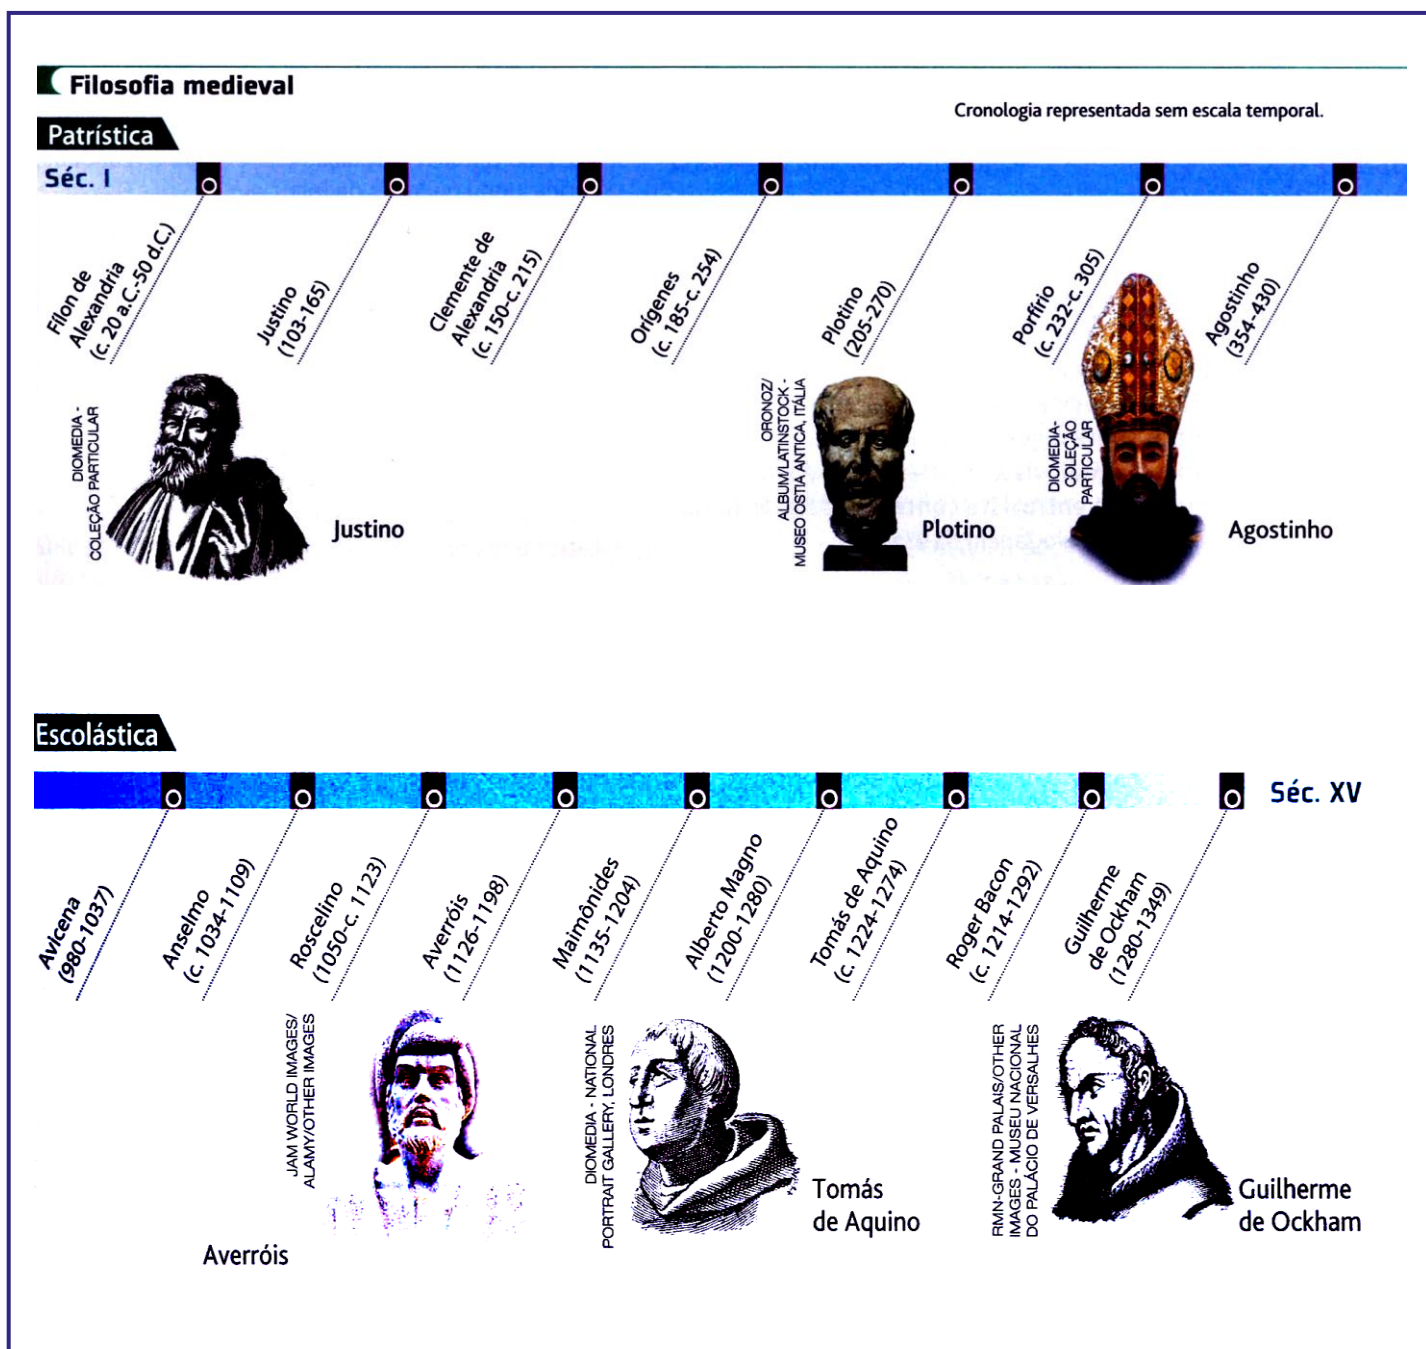 Filosofia medieval
Cronologia representada sem escala temporal.
Patrística
Séc. I
Fílon de
Alexandria
(c. 20 a.C.-50 d.C.)
Justino
(103-165)
Clemente de
Alexandria
(c. 150-c. 215)
Orígenes
(c. 185-c. 254)
Plotino
(205-270)
Porfírio
(c. 232-c. 305)
Agostinho
(354-430)
DIOMEDIA -
COLEÇÃO PARTICULAR
Justino
ORONOZ/
ALBUM/LATINSTOCK -
MUSEO OSTIA ANTICA, ITÁLIA
Plotino
DIOMEDIA-
COLEÇÃO
PARTICULAR
Agostinho
Escolástica
Séc. XV
Avicena
(980-1037)
Anselmo
(c. 1034-1109)
Roscelino
(1050-c. 1123)
Averróis
(1126-1198)
Maimônides
(1135-1204)
Alberto Magno
(1200-1280)
Tomás de Aquino
(c. 1224-1274)
Roger Bacon
(c. 1214-1292)
Guilherme
de Ockham
(1280-1349)
JAM WORLD IMAGES/
ALAMY/OTHER IMAGES
Averróis
DIOMEDIA - NATIONAL
PORTRAIT GALLERY, LONDRES
Tomás
de Aquino
RMN-GRAND PALAIS/OTHER
IMAGES - MUSEU NACIONAL
DO PALÁCIO DE VERSALHES
Guilherme
de Ockham